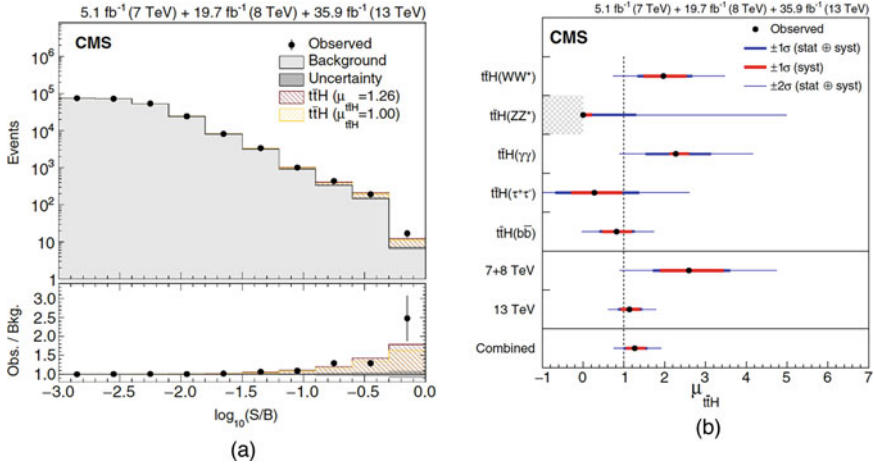 5.1 fb⁻¹ (7 TeV) + 19.7 fb⁻¹ (8 TeV) + 35.9 fb⁻¹ (13 TeV)
CMS
Observed
Background
Uncertainty
tt̄H (μ_tt̄H=1.26)
tt̄H (μ_tt̄H=1.00)
Events
10⁷
10⁶
10⁵
10⁴
10³
10²
10
1
Obs. / Bkg.
3.0
2.5
2.0
1.5
1.0
−3.0 −2.5 −2.0 −1.5 −1.0 −0.5 0.0
log₁₀(S/B)
(a)
5.1 fb⁻¹ (7 TeV) + 19.7 fb⁻¹ (8 TeV) + 35.9 fb⁻¹ (13 TeV)
CMS
Observed
±1σ (stat ⊕ syst)
±1σ (syst)
±2σ (stat ⊕ syst)
tt̄H(WW*)
tt̄H(ZZ*)
tt̄H(γγ)
tt̄H(τ⁺τ⁻)
tt̄H(bb̄)
7+8 TeV
13 TeV
Combined
−1 0 1 2 3 4 5 6 7
μ_tt̄H
(b)